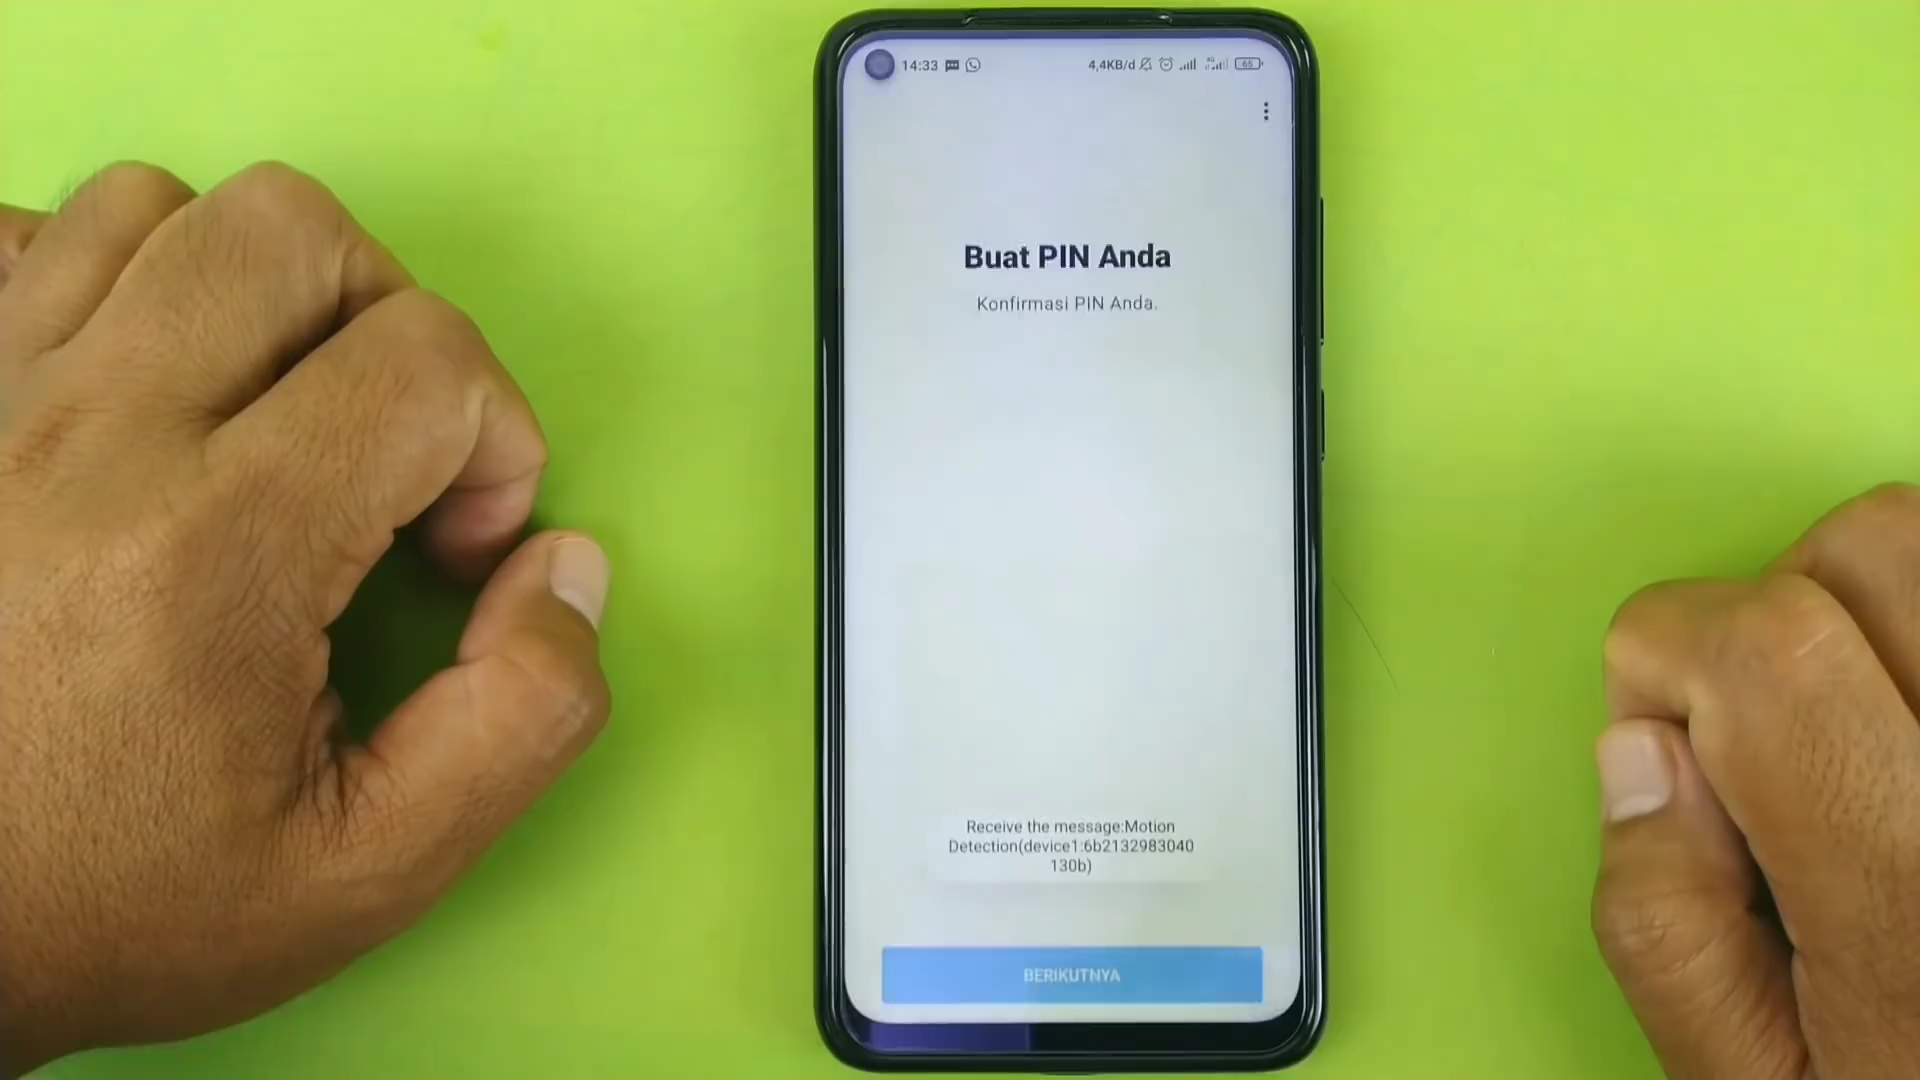 14:33 4,4KB/d 65
Buat PIN Anda
Konfirmasi PIN Anda.
Receive the message:Motion
Detection(device1:6b2132983040
130b)
BERIKUTNYA